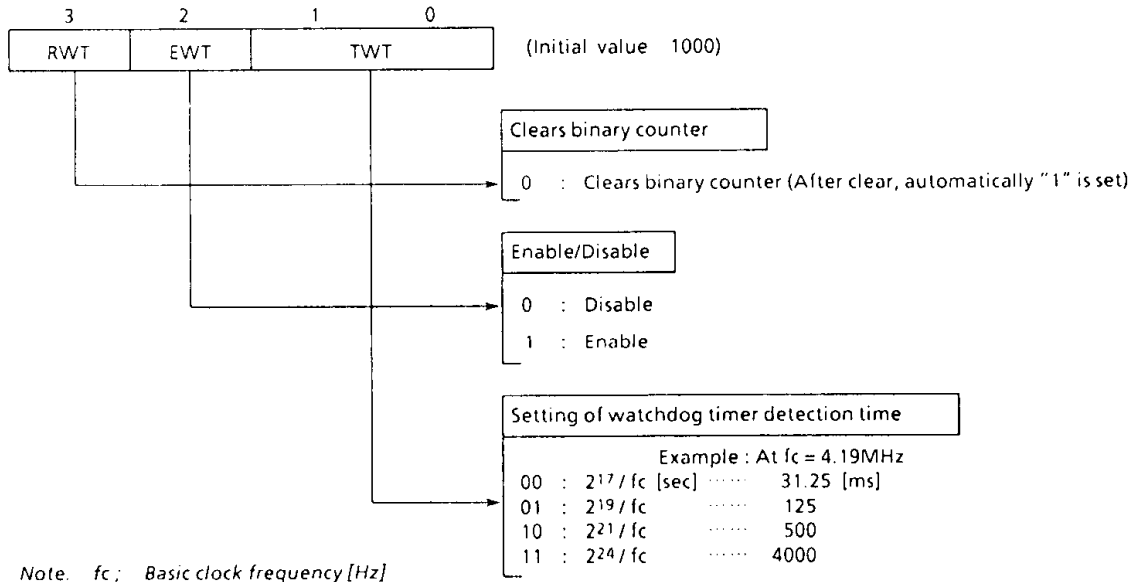 3 2 1 0
RWT EWT TWT (Initial value 1000)
Clears binary counter
0 : Clears binary counter (After clear, automatically "1" is set)
Enable/Disable
0 : Disable
1 : Enable
Setting of watchdog timer detection time
Example : At fc = 4.19MHz
00 : 2¹⁷/ fc [sec] ······ 31.25 [ms]
01 : 2¹⁹/ fc ······ 125
10 : 2²¹/ fc ······ 500
11 : 2²⁴/ fc ······ 4000
Note. fc ; Basic clock frequency [Hz]